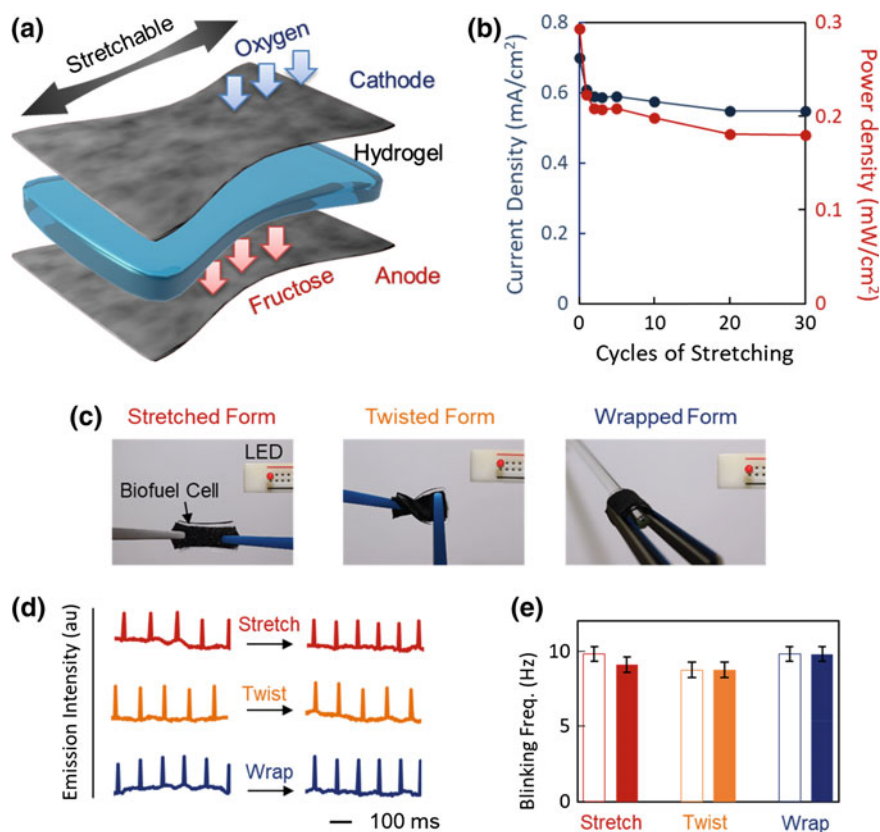 (a)
Stretchable
Oxygen
Cathode
Hydrogel
Fructose
Anode
(b)
0.8
0.6
0.4
0.2
0
0.3
0.2
0.1
0
0
10
20
30
Current Density (mA/cm²)
Power density (mW/cm²)
Cycles of Stretching
(c)
Stretched Form
Twisted Form
Wrapped Form
LED
Biofuel Cell
(d)
Emission Intensity (au)
Stretch
Twist
Wrap
100 ms
(e)
Blinking Freq. (Hz)
10
5
0
Stretch
Twist
Wrap